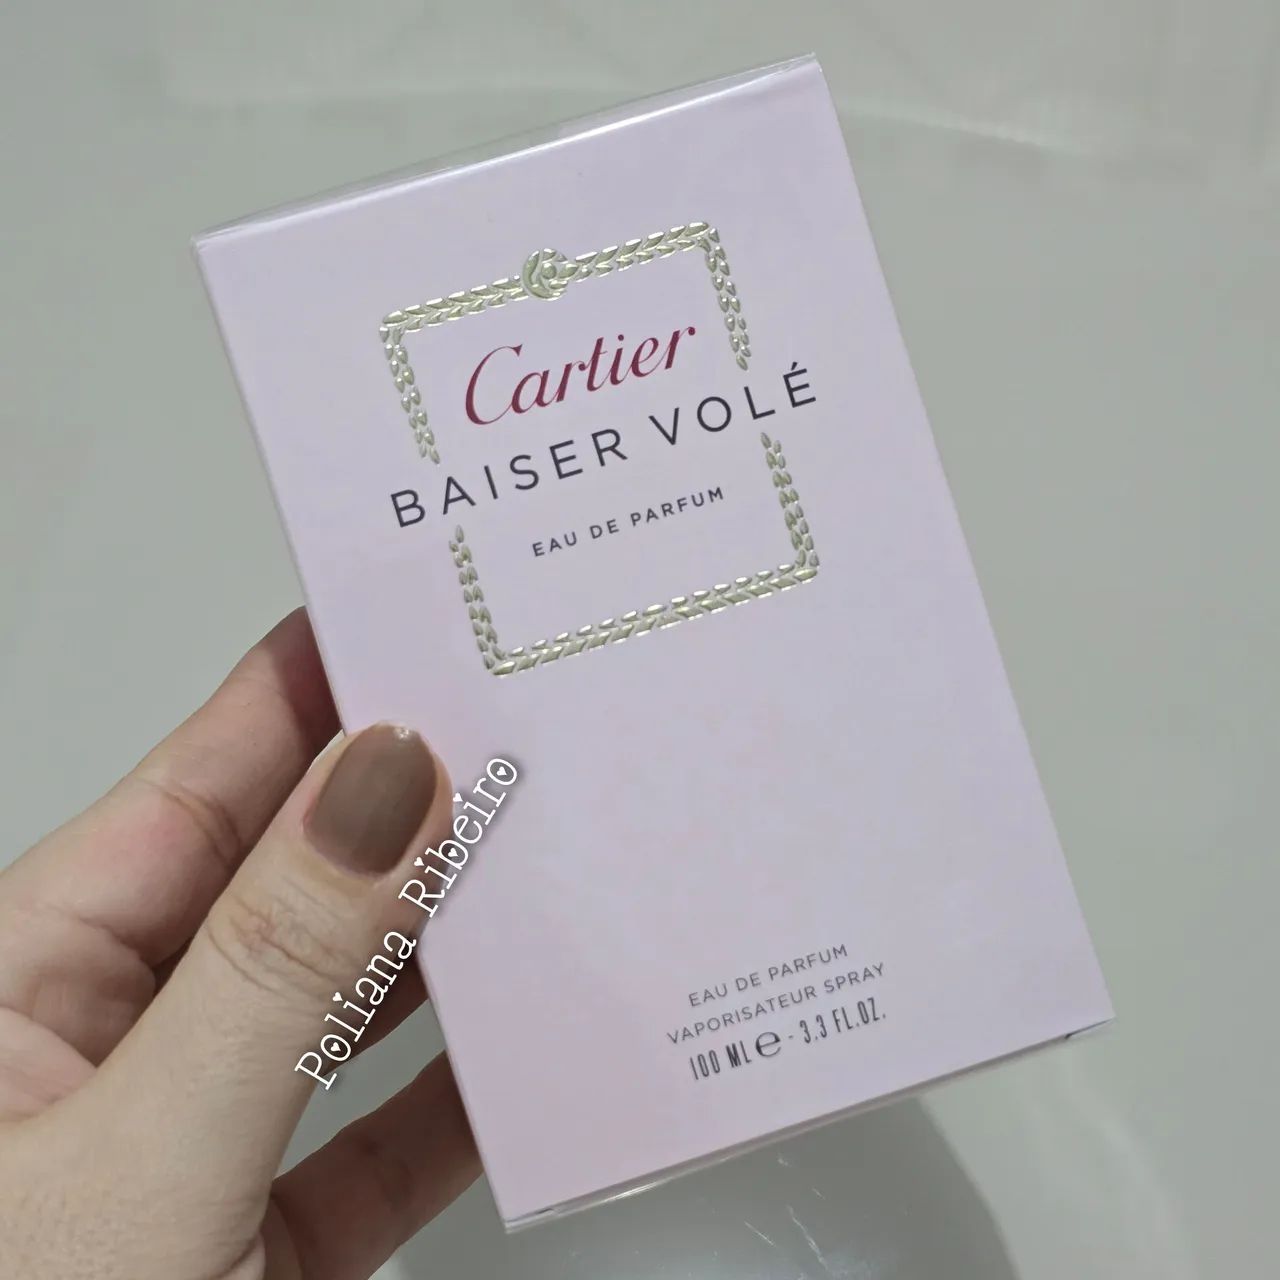 Cartier
BAISER VOLÉ
EAU DE PARFUM
Poliana Ribeiro
EAU DE PARFUM
VAPORISATEUR SPRAY
100 ML ℮ - 3.3 FL.OZ.